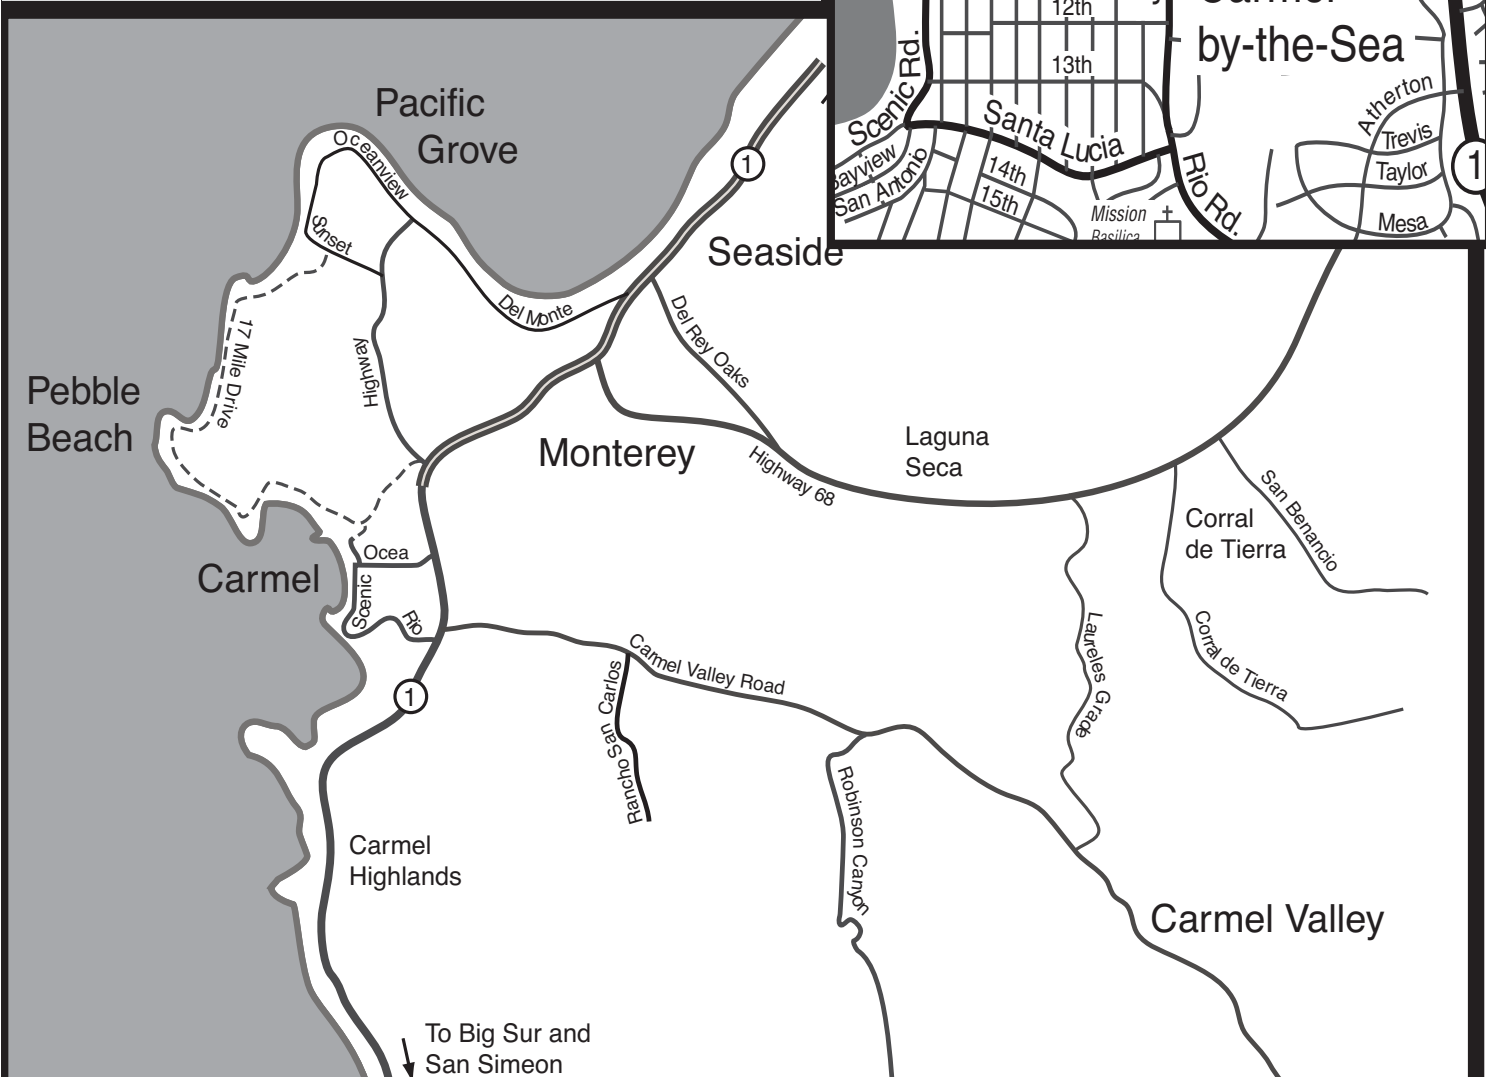 12th
by-the-Sea
13th
Scenic Rd.
Santa Lucia
Atherton
Trevis
Taylor
Mesa
1
San Antonio
14th
15th
Mission
Rio Rd.
Pacific
Grove
Oceanview
Sunset
1
Seaside
Del Monte
Del Rey Oaks
17 Mile Drive
Highway
Pebble
Beach
Monterey
Highway 68
Laguna
Seca
San Benancio
Corral
de Tierra
Corral de Tierra
Laureles Grade
Ocea
Carmel
Scenic
Rio
Carmel Valley Road
1
Rancho San Carlos
Robinson Canyon
Carmel
Highlands
Carmel Valley
To Big Sur and
San Simeon